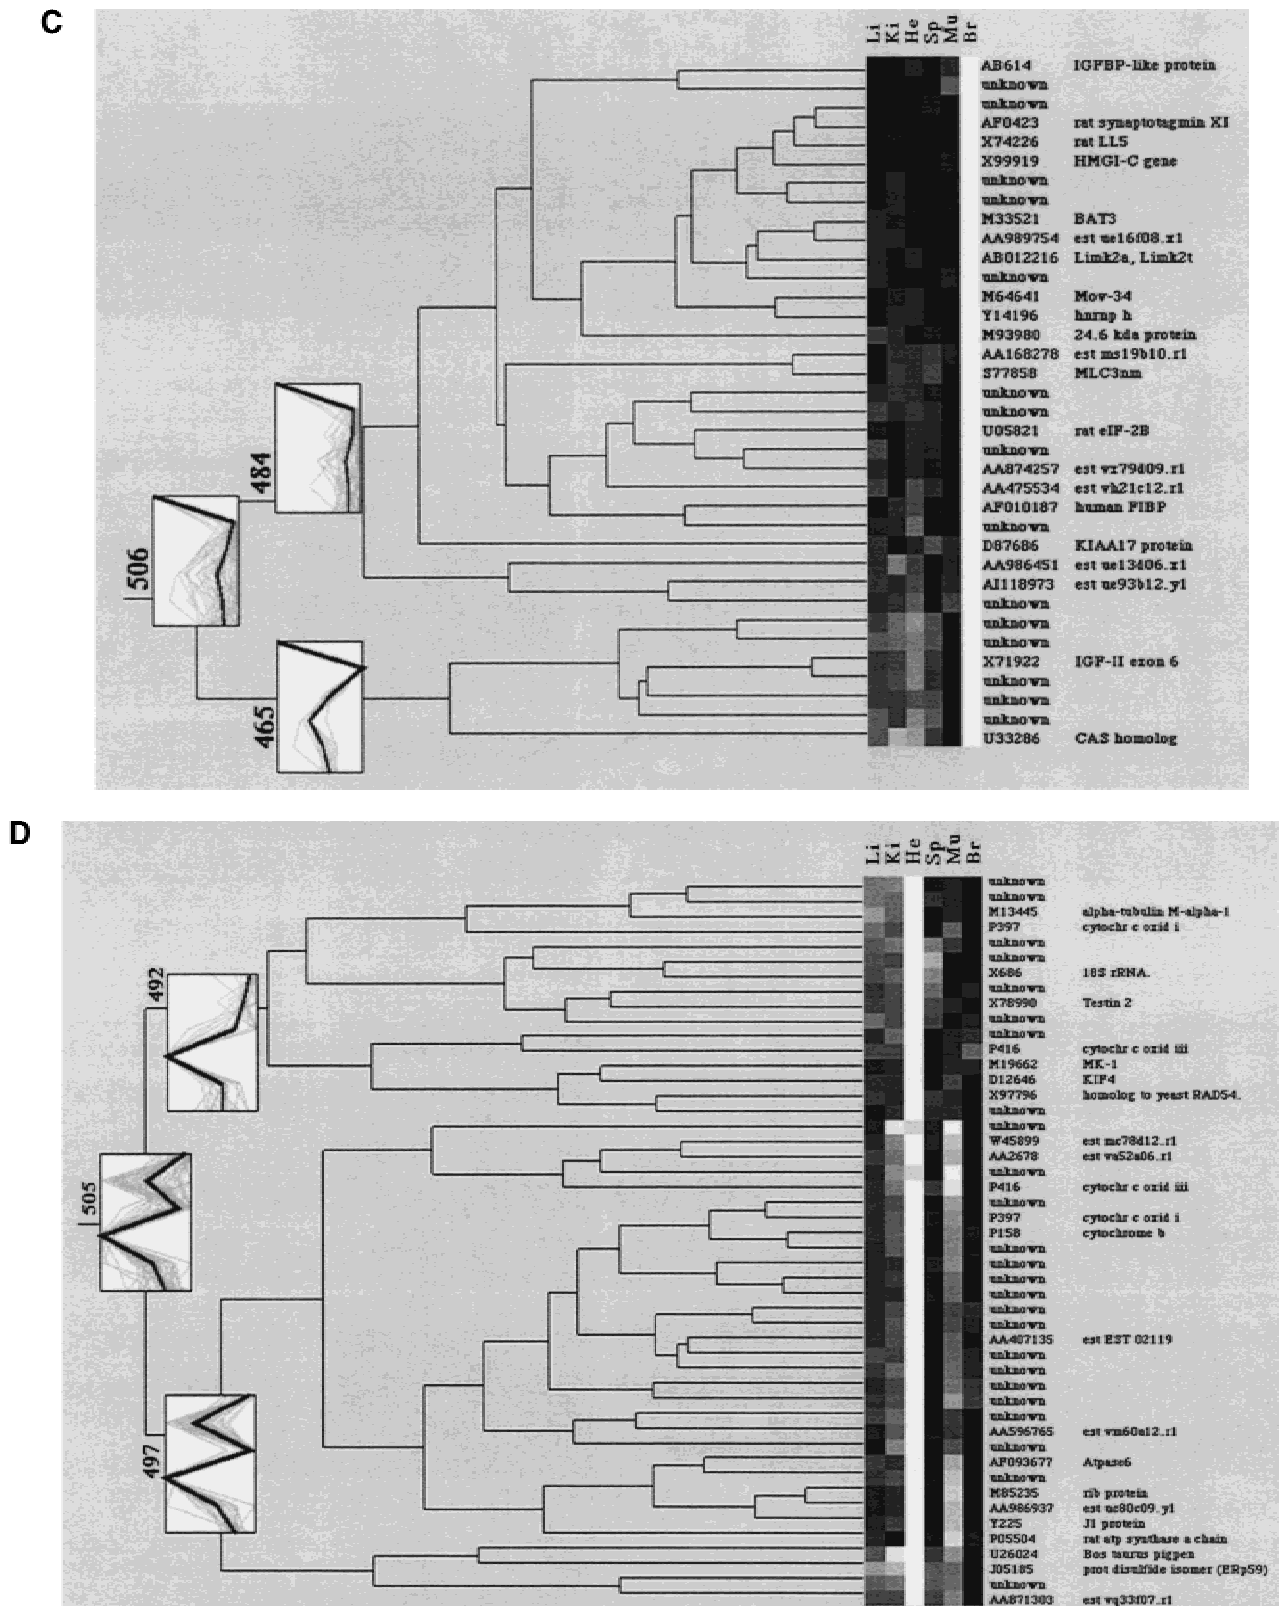 C
Li Ki He Sp Mu Br
AB614 IGFBP-like protein
unknown
unknown
AF0423 rat synaptotagmin XI
X74226 rat LL5
X99919 HMGI-C gene
unknown
unknown
M33521 BAT3
AA989754 est ue16f08.r1
AB012216 Limk2a, Limk2t
unknown
M64641 Mov-34
Y14196 hnrnp h
M93980 24.6 kda protein
AA168278 est ms19b10.r1
S77858 MLC3nm
unknown
unknown
U05821 rat eIF-2B
unknown
AA874257 est vz79d09.r1
AA475534 est vh21c12.r1
AF010187 human FIBP
unknown
D87686 KIAA17 protein
AA986451 est ue13d06.x1
AI118973 est ue93b12.y1
unknown
unknown
unknown
X71922 IGF-II exon 6
unknown
unknown
unknown
U33286 CAS homolog
484
506
465
D
Li Ki He Sp Mu Br
unknown
unknown
M13445 alpha-tubulin M-alpha-1
P397 cytochr c oxid i
unknown
unknown
X686 18S rRNA.
unknown
X78990 Testin 2
unknown
unknown
P416 cytochr c oxid iii
M19662 MK-1
D12646 KIF4
X97796 homolog to yeast RAD54.
unknown
unknown
W45899 est mc78d12.r1
AA2678 est va52a06.r1
unknown
P416 cytochr c oxid iii
unknown
P397 cytochr c oxid i
P158 cytochrome b
unknown
unknown
unknown
unknown
unknown
unknown
AA407135 est EST 02119
unknown
unknown
unknown
unknown
unknown
AA596765 est vm60a12.r1
unknown
AF093677 Atpase6
unknown
M85235 rib protein
AA986937 est ue80c09.y1
Y225 J1 protein
P05504 rat atp synthase a chain
U26024 Bos taurus pigpen
J05185 prot disulfide isomer (ERp59)
unknown
AA871303 est vq33f07.r1
492
505
497